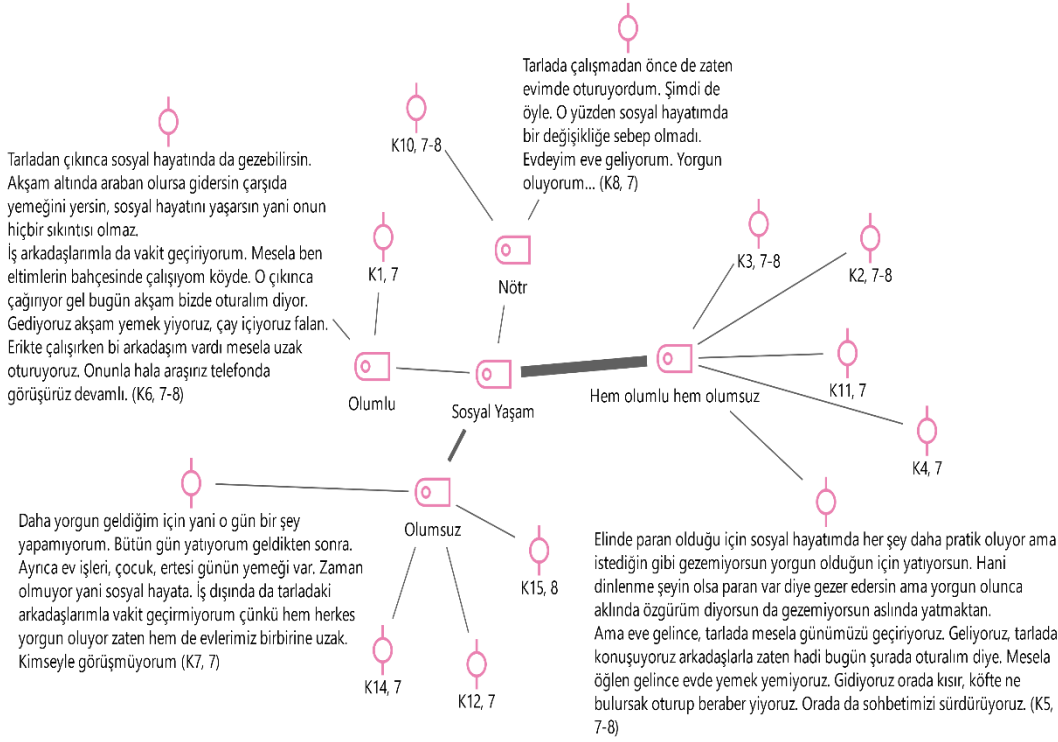 Tarlada çalışmadan önce de zaten
evimde oturuyordum. Şimdi de
öyle. O yüzden sosyal hayatımda
bir değişikliğe sebep olmadı.
Evdeyim eve geliyorum. Yorgun
oluyorum... (K8, 7)
K10, 7-8
Tarladan çıkınca sosyal hayatında da gezebilirsin.
Akşam altında araban olursa gidersin çarşıda
yemeğini yersin, sosyal hayatını yaşarsın yani onun
hiçbir sıkıntısı olmaz.
İş arkadaşlarımla da vakit geçiriyorum. Mesela ben
eltimlerin bahçesinde çalışıyom köyde. O çıkınca
çağırıyor gel bugün akşam bizde oturalım diyor.
Gediyoruz akşam yemek yiyoruz, çay içiyoruz falan.
Erikte çalışırken bi arkadaşım vardı mesela uzak
oturuyoruz. Onunla hala araşırız telefonda
görüşürüz devamlı. (K6, 7-8)
K1, 7
Nötr
K3, 7-8
K2, 7-8
Olumlu
Sosyal Yaşam
Hem olumlu hem olumsuz
K11, 7
K4, 7
Olumsuz
Daha yorgun geldiğim için yani o gün bir şey
yapamıyorum. Bütün gün yatıyorum geldikten sonra.
Ayrıca ev işleri, çocuk, ertesi günün yemeği var. Zaman
olmuyor yani sosyal hayata. İş dışında da tarladaki
arkadaşlarımla vakit geçirmiyorum çünkü hem herkes
yorgun oluyor zaten hem de evlerimiz birbirine uzak.
Kimseyle görüşmüyorum (K7, 7)
K15, 8
K14, 7
K12, 7
Elinde paran olduğu için sosyal hayatımda her şey daha pratik oluyor ama
istediğin gibi gezemiyorsun yorgun olduğun için yatıyorsun. Hani
dinlenme şeyin olsa paran var diye gezer edersin ama yorgun olunca
aklında özgürüm diyorsun da gezemiyorsun aslında yatmaktan.
Ama eve gelince, tarlada mesela günümüzü geçiriyoruz. Geliyoruz, tarlada
konuşuyoruz arkadaşlarla zaten hadi bugün şurada oturalım diye. Mesela
öğlen gelince evde yemek yemiyoruz. Gidiyoruz orada kısır, köfte ne
bulursak oturup beraber yiyoruz. Orada da sohbetimizi sürdürüyoruz. (K5,
7-8)